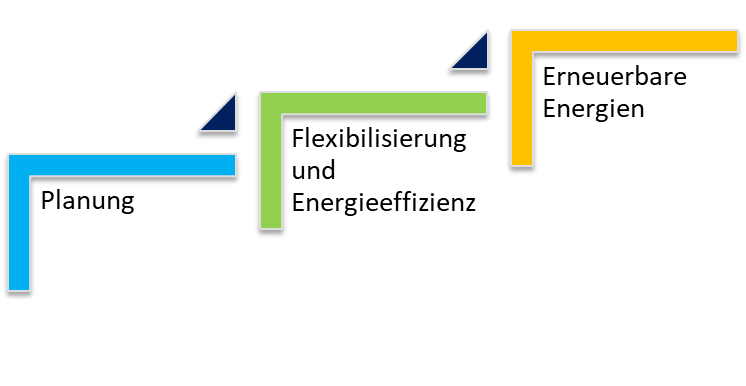 Planung
Flexibilisierung
und
Energieeffizienz
Erneuerbare
Energien